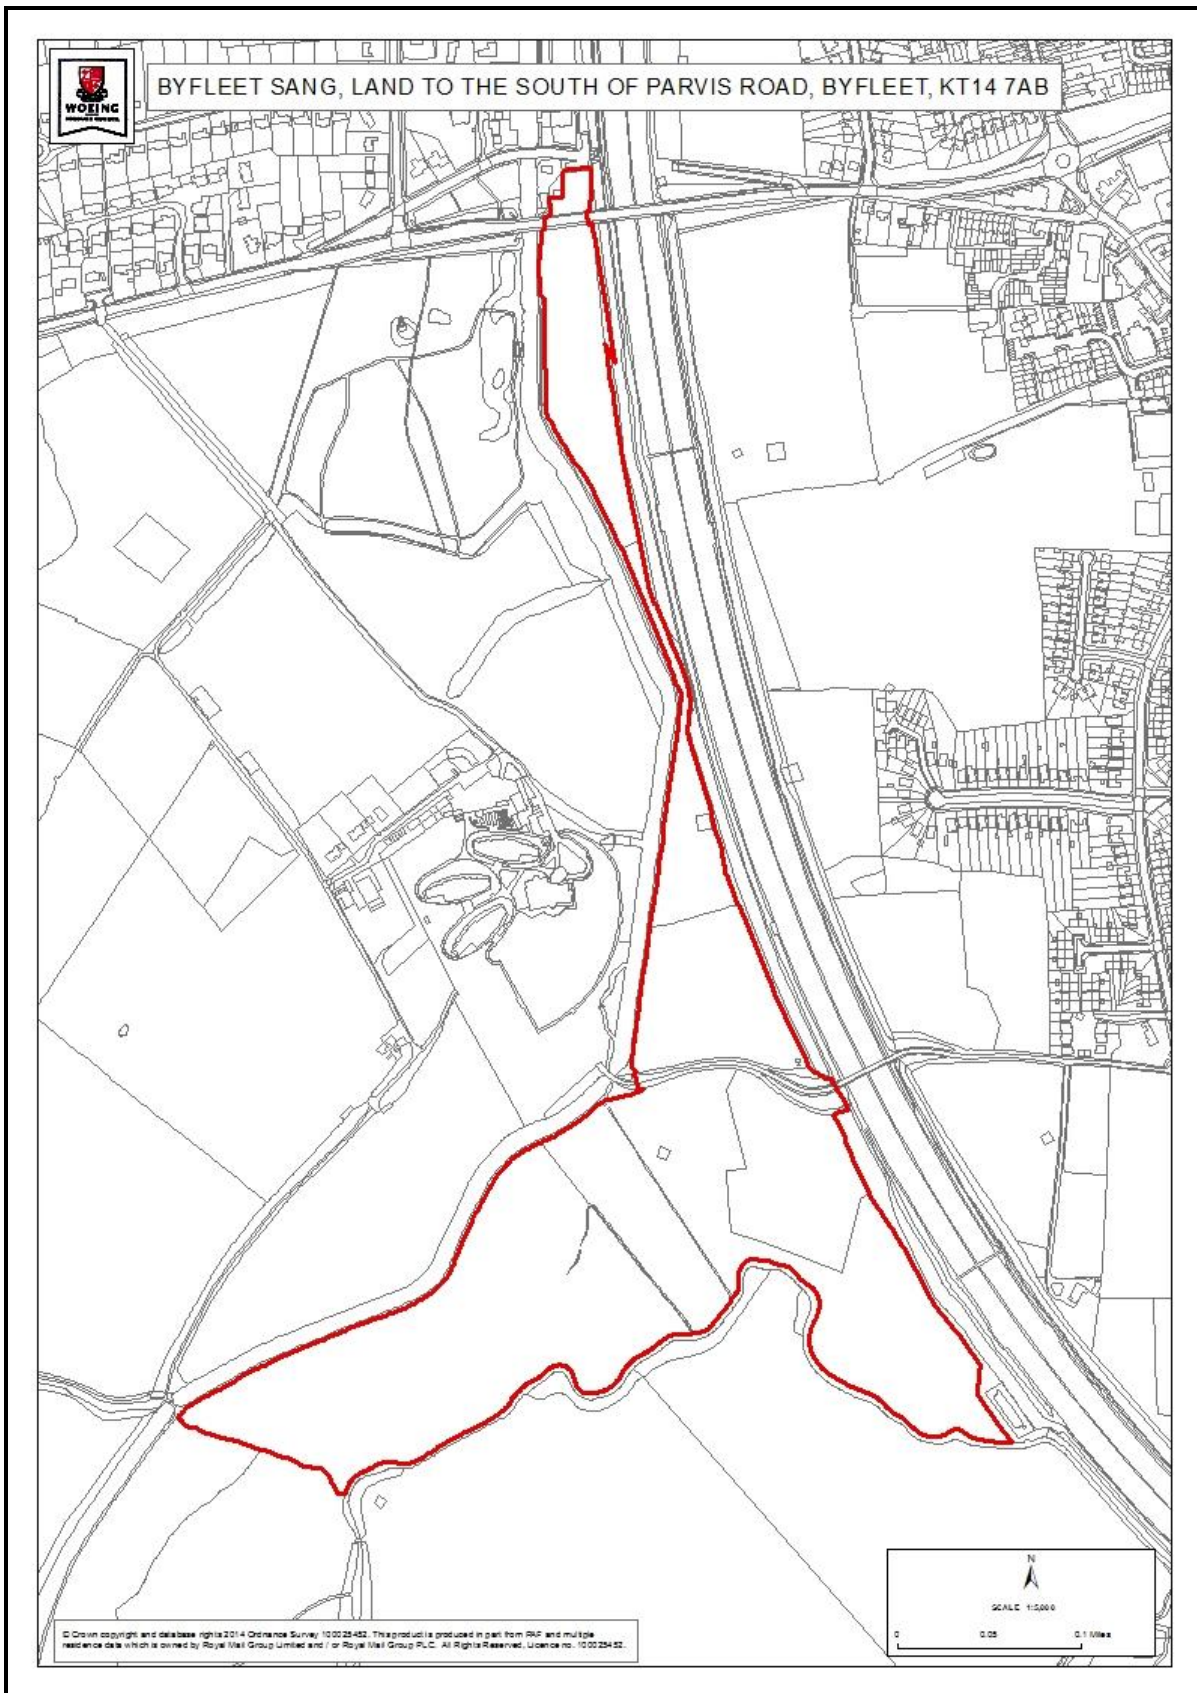 WOKING
BOROUGH COUNCIL
BYFLEET SANG, LAND TO THE SOUTH OF PARVIS ROAD, BYFLEET, KT14 7AB
N
SCALE 1:5,000
0 0.05 0.1 Miles
© Crown copyright and database rights 2014 Ordnance Survey 100025452. This product is produced in part from PAF and multiple
residence data which is owned by Royal Mail Group Limited and / or Royal Mail Group PLC. All Rights Reserved, Licence no. 100025452.